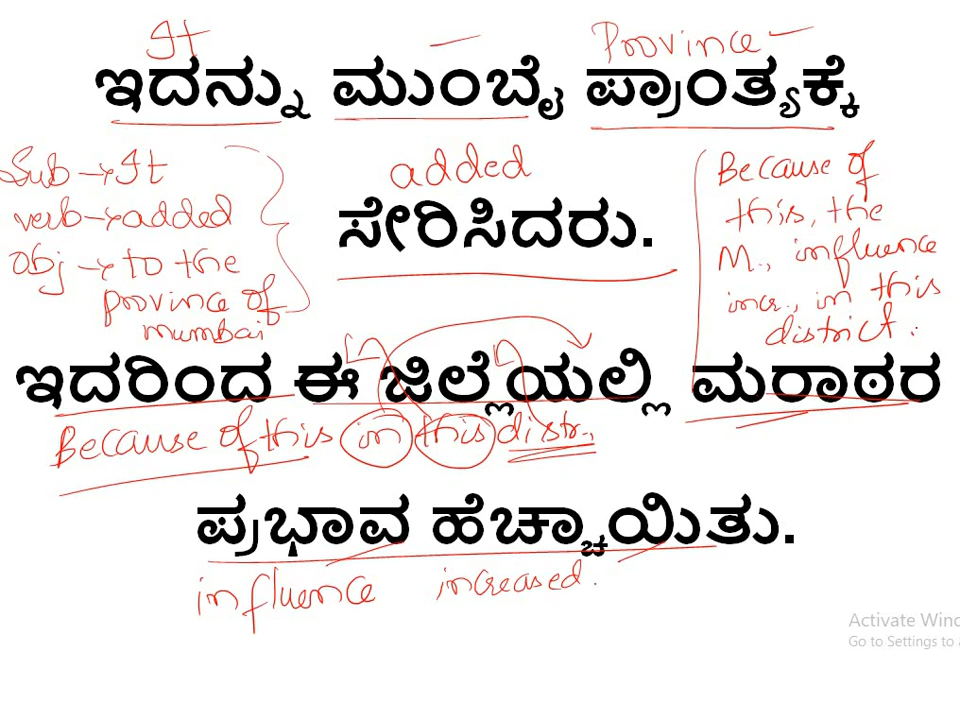 It — Province —
ಇದನ್ನು ಮುಂಬೈ ಪ್ರಾಂತ್ಯಕ್ಕೆ
added
ಸೇರಿಸಿದರು.
Sub → It
verb → added
Obj → to the
province of
mumbai
Because of
this, the
M., influence
incr., in this
district.
ಇದರಿಂದ ಈ ಜಿಲ್ಲೆಯಲ್ಲಿ ಮರಾಠರ
Because of this in this distr.,
ಪ್ರಭಾವ ಹೆಚ್ಚಾಯಿತು.
influence increased.
Activate Wind
Go to Settings to